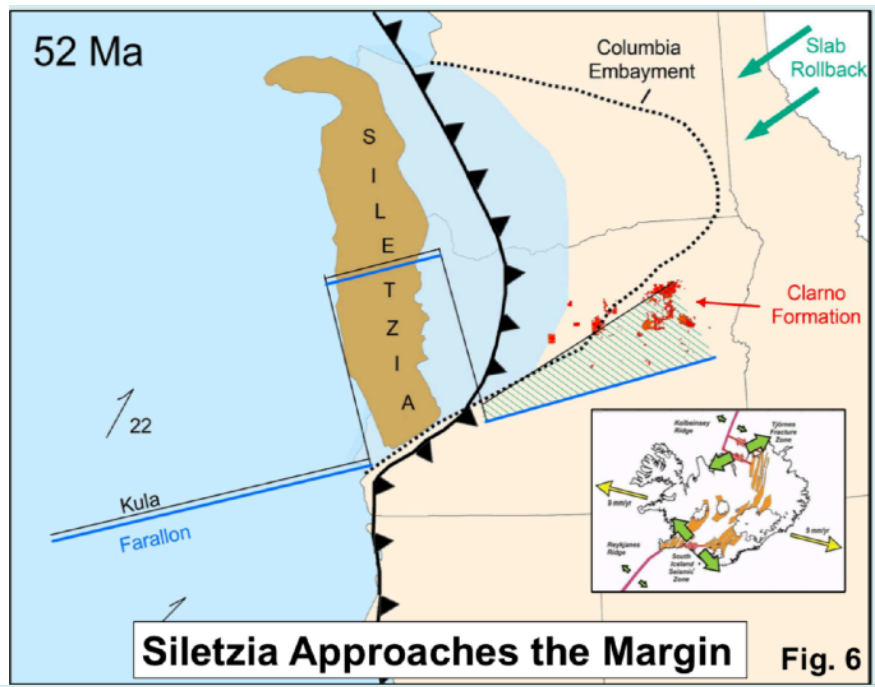 52 Ma
Columbia
Embayment
Slab
Rollback
S
I
L
E
T
Z
I
A
Clarno
Formation
22
Kula
Farallon
Kolbeinsey
Ridge
Tjörnes
Fracture
Zone
9 mm/yr
9 mm/yr
Reykjanes
Ridge
South
Iceland
Seismic
Zone
Siletzia Approaches the Margin
Fig. 6